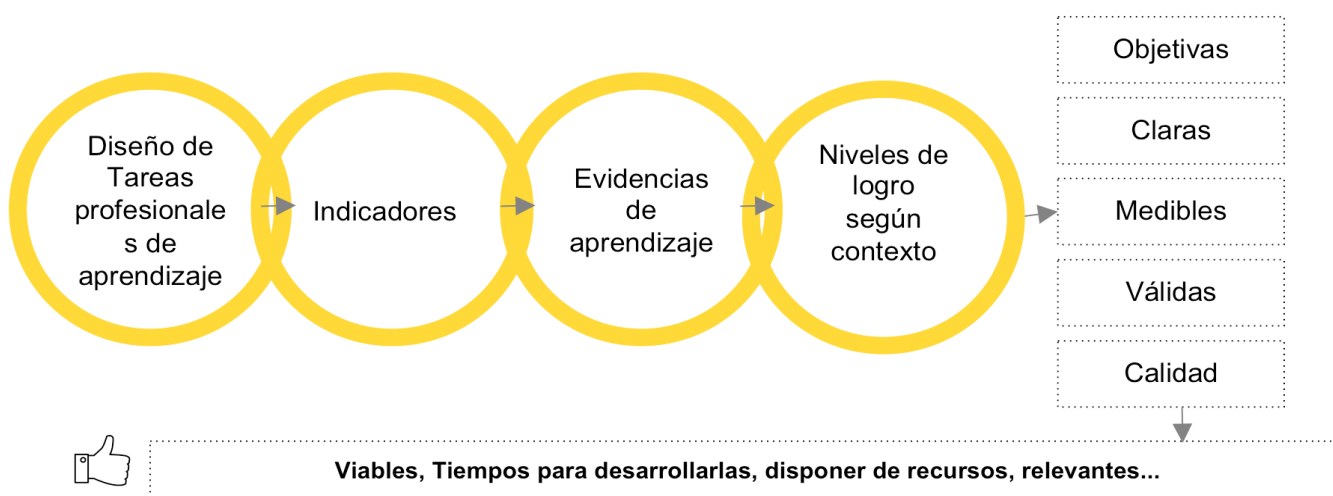 Diseño de
Tareas
profesionale
s de
aprendizaje
Indicadores
Evidencias
de
aprendizaje
Niveles de
logro
según
contexto
Objetivas
Claras
Medibles
Válidas
Calidad
Viables, Tiempos para desarrollarlas, disponer de recursos, relevantes...